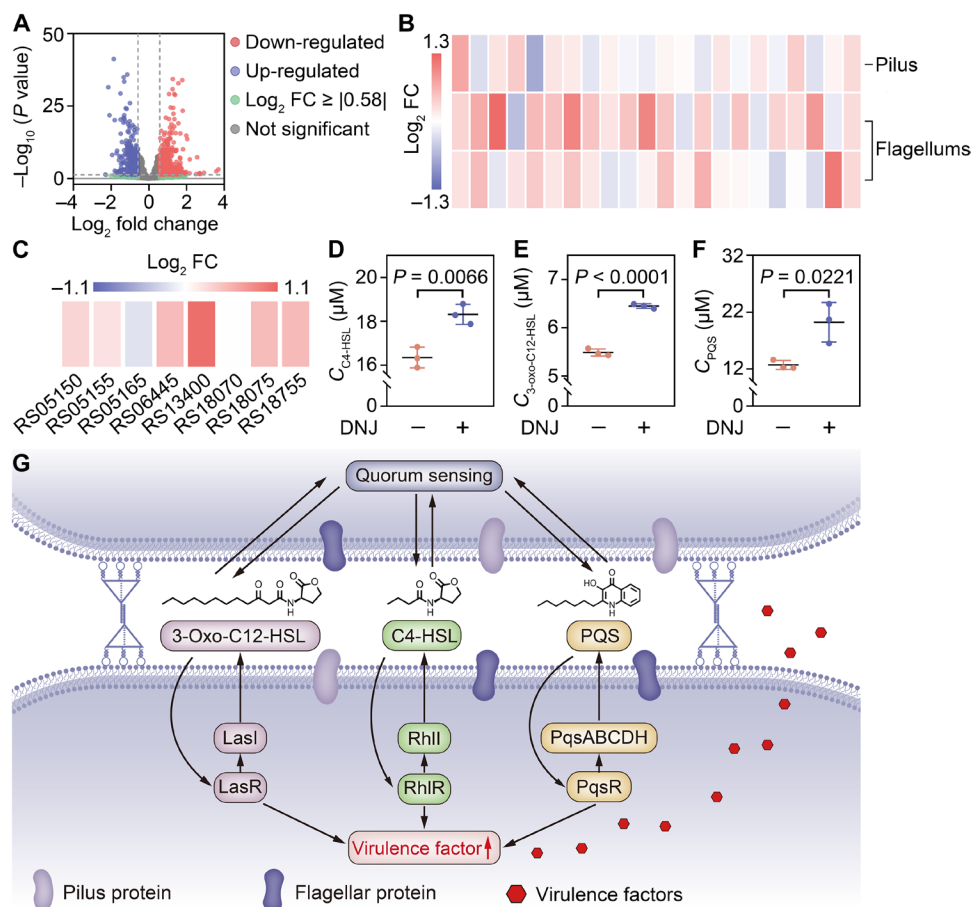 A
−Log₁₀ (P value)
50
25
0
−4
−2
0
2
4
Log₂ fold change
Down-regulated
Up-regulated
Log₂ FC ≥ |0.58|
Not significant
B
1.3
Log₂ FC
−1.3
Pilus
Flagellums
C
Log₂ FC
−1.1
1.1
RS05150
RS05155
RS05165
RS06445
RS13400
RS18070
RS18075
RS18755
D
C_C4-HSL (μM)
20
18
16
0
P = 0.0066
DNJ
−
+
E
C_3-oxo-C12-HSL (μM)
7
6
5
0
P < 0.0001
−
+
F
C_PQS (μM)
32
22
12
0
P = 0.0221
DNJ
−
+
G
Quorum sensing
O
O
O
N
H
O
O
O
N
H
O
HO
N
H
3-Oxo-C12-HSL
C4-HSL
PQS
LasI
RhlI
PqsABCDH
LasR
RhlR
PqsR
Virulence factor
Pilus protein
Flagellar protein
Virulence factors